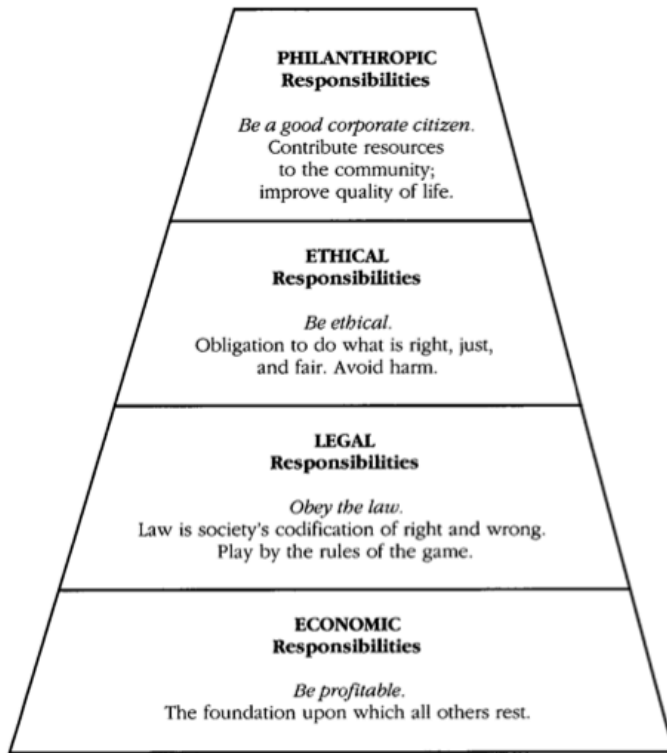 PHILANTHROPIC
Responsibilities
Be a good corporate citizen.
Contribute resources
to the community;
improve quality of life.
ETHICAL
Responsibilities
Be ethical.
Obligation to do what is right, just,
and fair. Avoid harm.
LEGAL
Responsibilities
Obey the law.
Law is society's codification of right and wrong.
Play by the rules of the game.
ECONOMIC
Responsibilities
Be profitable.
The foundation upon which all others rest.